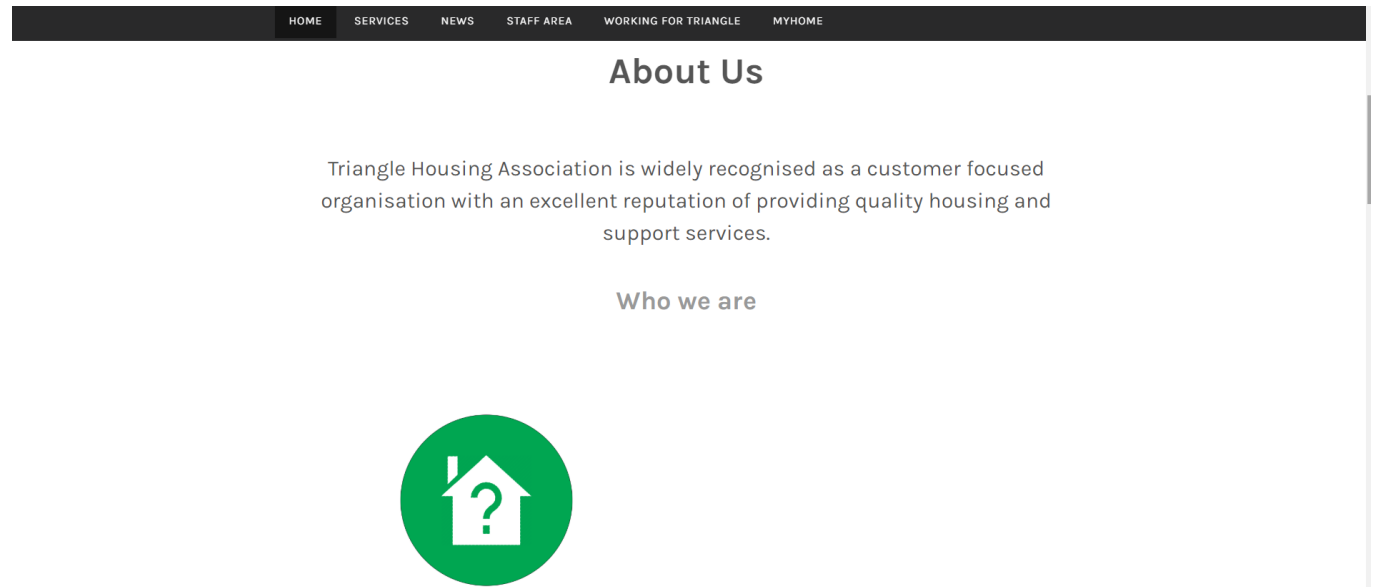 HOME SERVICES NEWS STAFF AREA WORKING FOR TRIANGLE MYHOME
About Us
Triangle Housing Association is widely recognised as a customer focused
organisation with an excellent reputation of providing quality housing and
support services.
Who we are
?